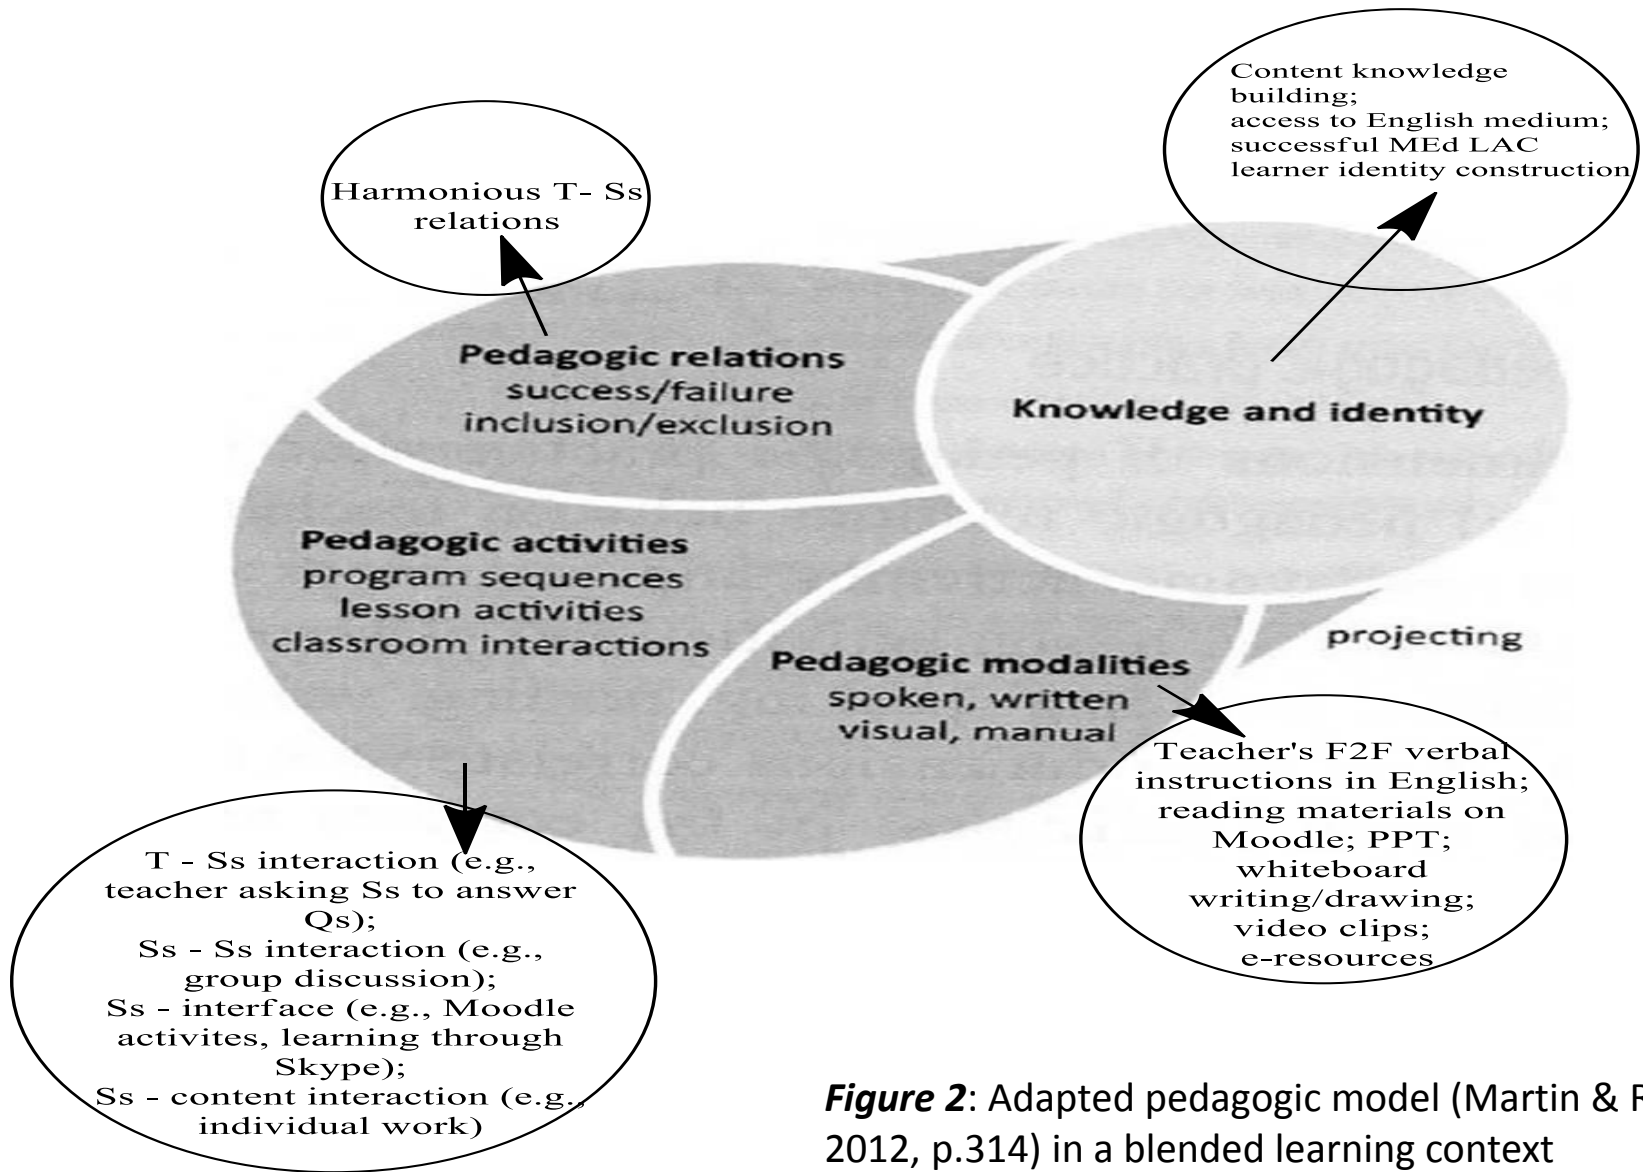 Content knowledge
building;
access to English medium;
successful MEd LAC
learner identity construction
Harmonious T- Ss
relations
Pedagogic relations
success/failure
inclusion/exclusion
Knowledge and identity
Pedagogic activities
program sequences
lesson activities
classroom interactions
projecting
Pedagogic modalities
spoken, written
visual, manual
Teacher's F2F verbal
instructions in English;
reading materials on
Moodle; PPT;
whiteboard
writing/drawing;
video clips;
e-resources
T - Ss interaction (e.g.,
teacher asking Ss to answer
Qs);
Ss - Ss interaction (e.g.,
group discussion);
Ss - interface (e.g., Moodle
activites, learning through
Skype);
Ss - content interaction (e.g.,
individual work)
Figure 2: Adapted pedagogic model (Martin &
2012, p.314) in a blended learning context